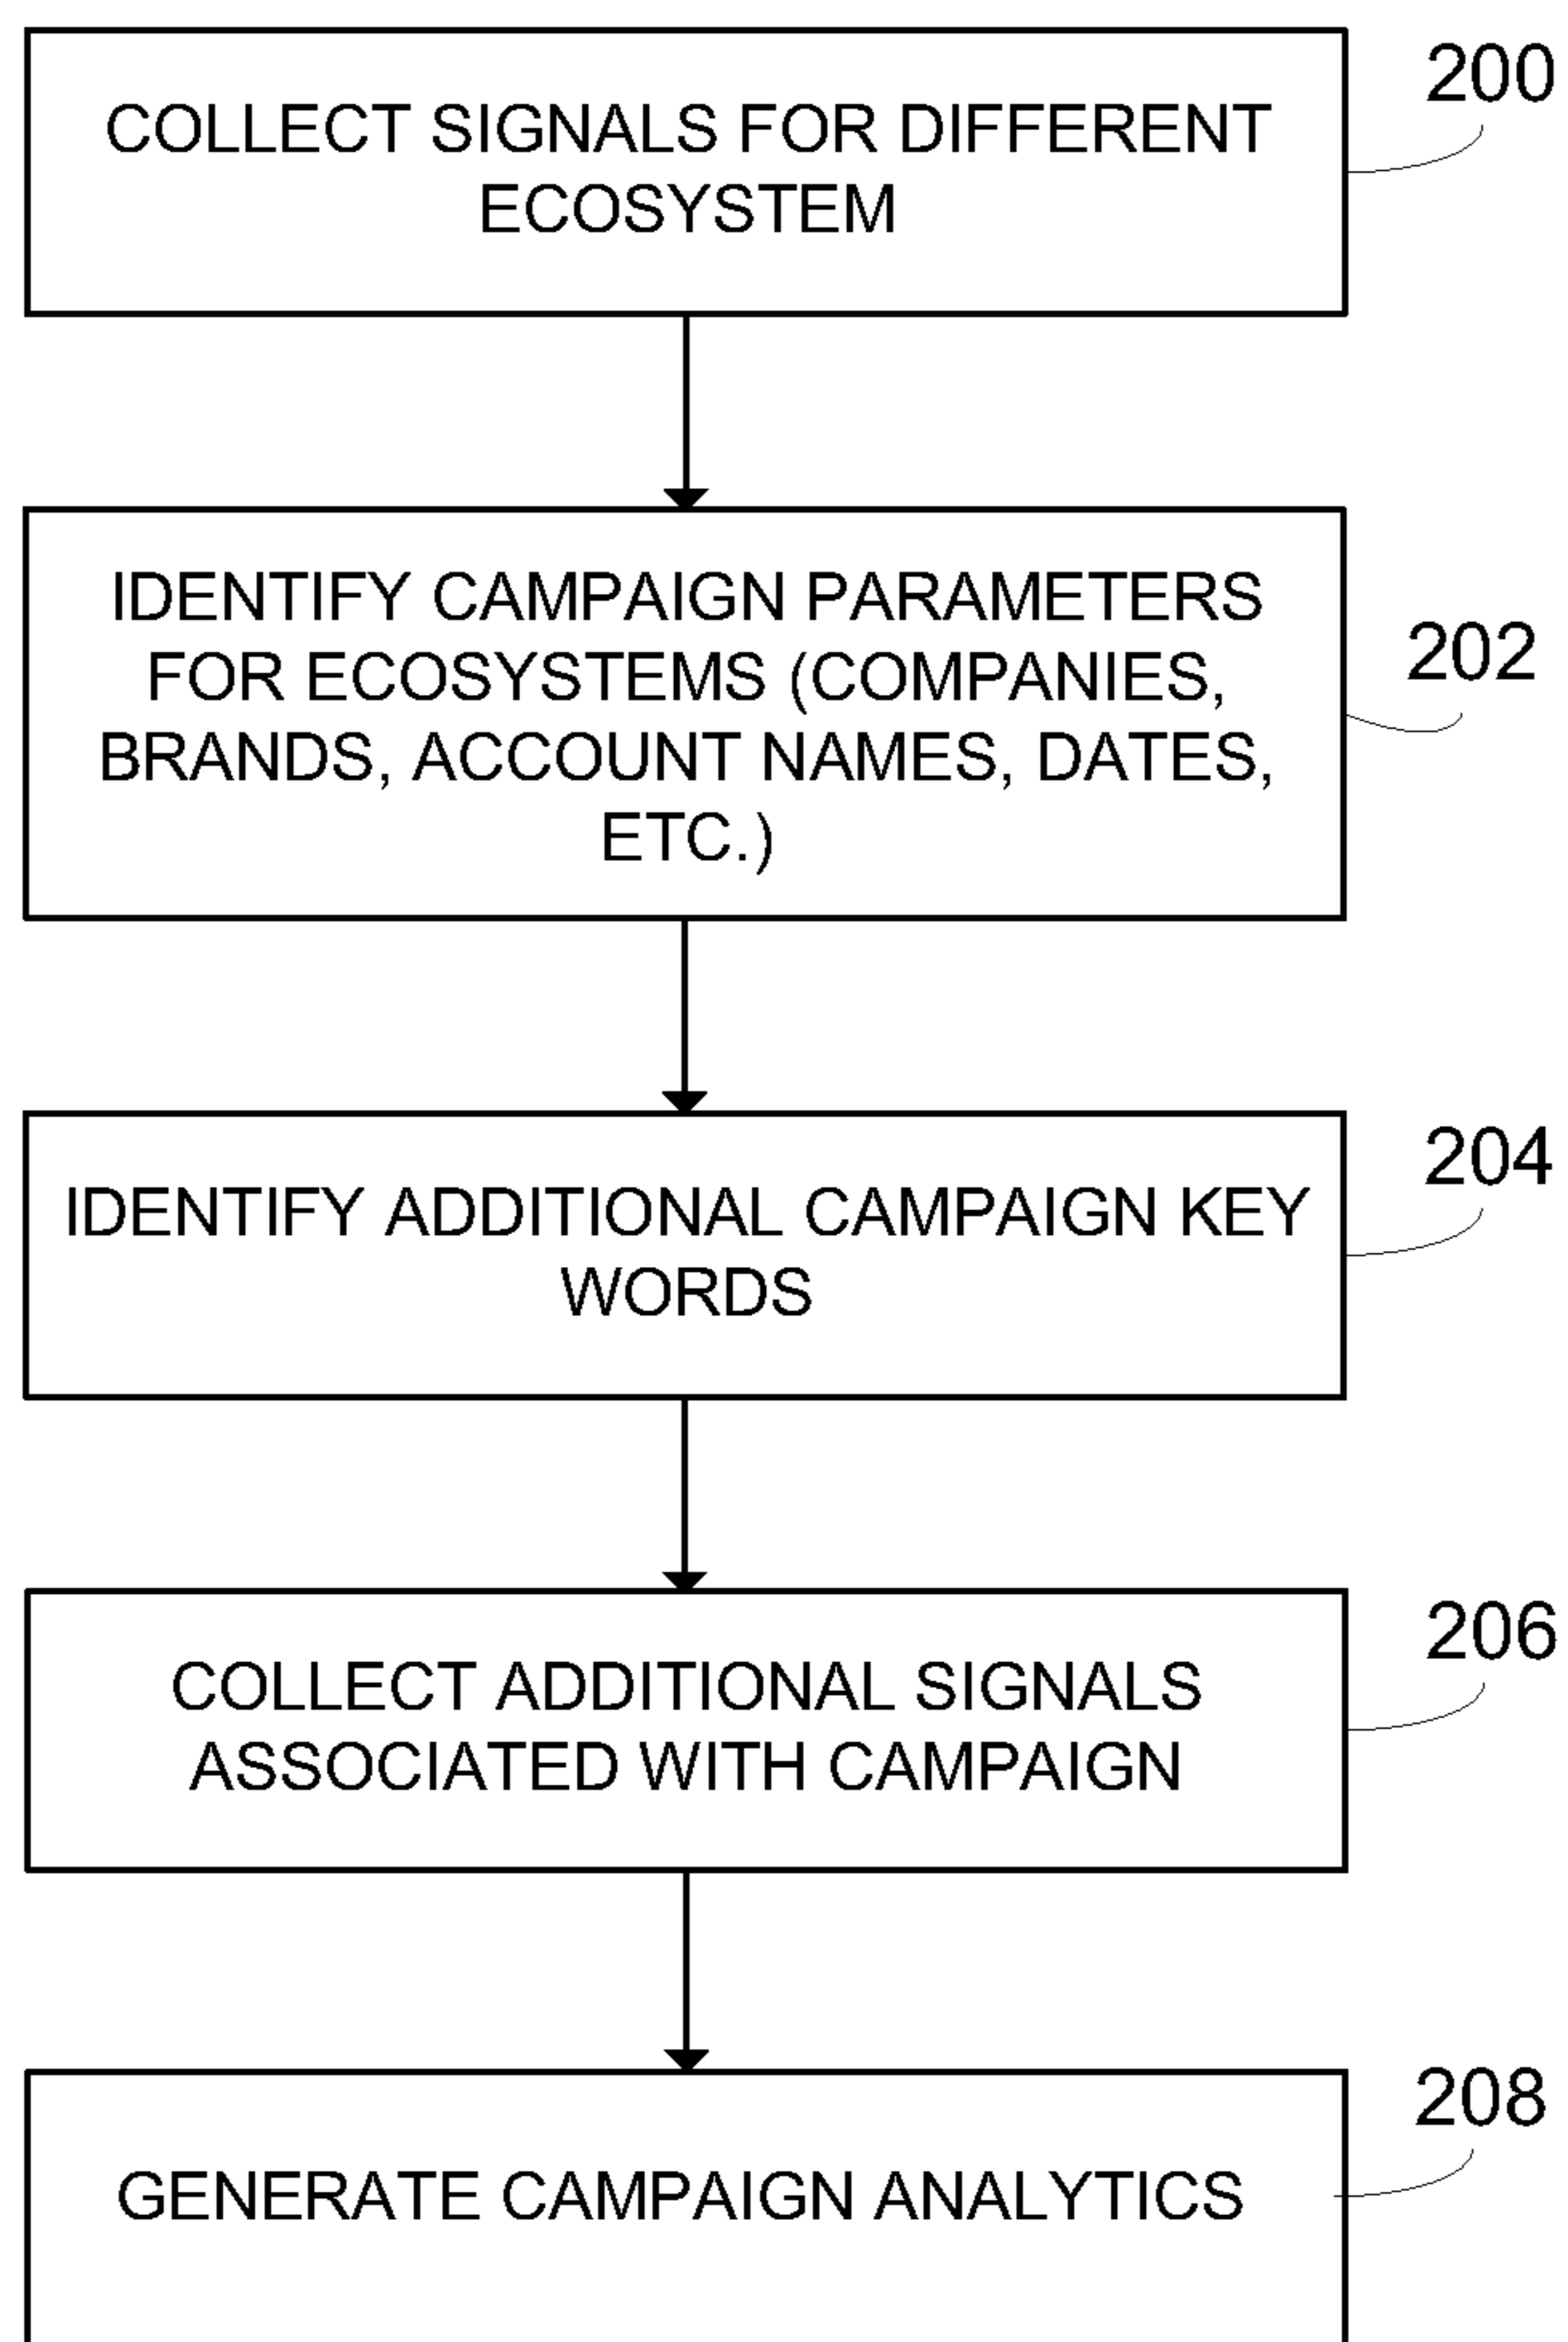 COLLECT SIGNALS FOR DIFFERENT
ECOSYSTEM
200
IDENTIFY CAMPAIGN PARAMETERS
FOR ECOSYSTEMS (COMPANIES,
BRANDS, ACCOUNT NAMES, DATES,
ETC.)
202
IDENTIFY ADDITIONAL CAMPAIGN KEY
WORDS
204
COLLECT ADDITIONAL SIGNALS
ASSOCIATED WITH CAMPAIGN
206
GENERATE CAMPAIGN ANALYTICS
208